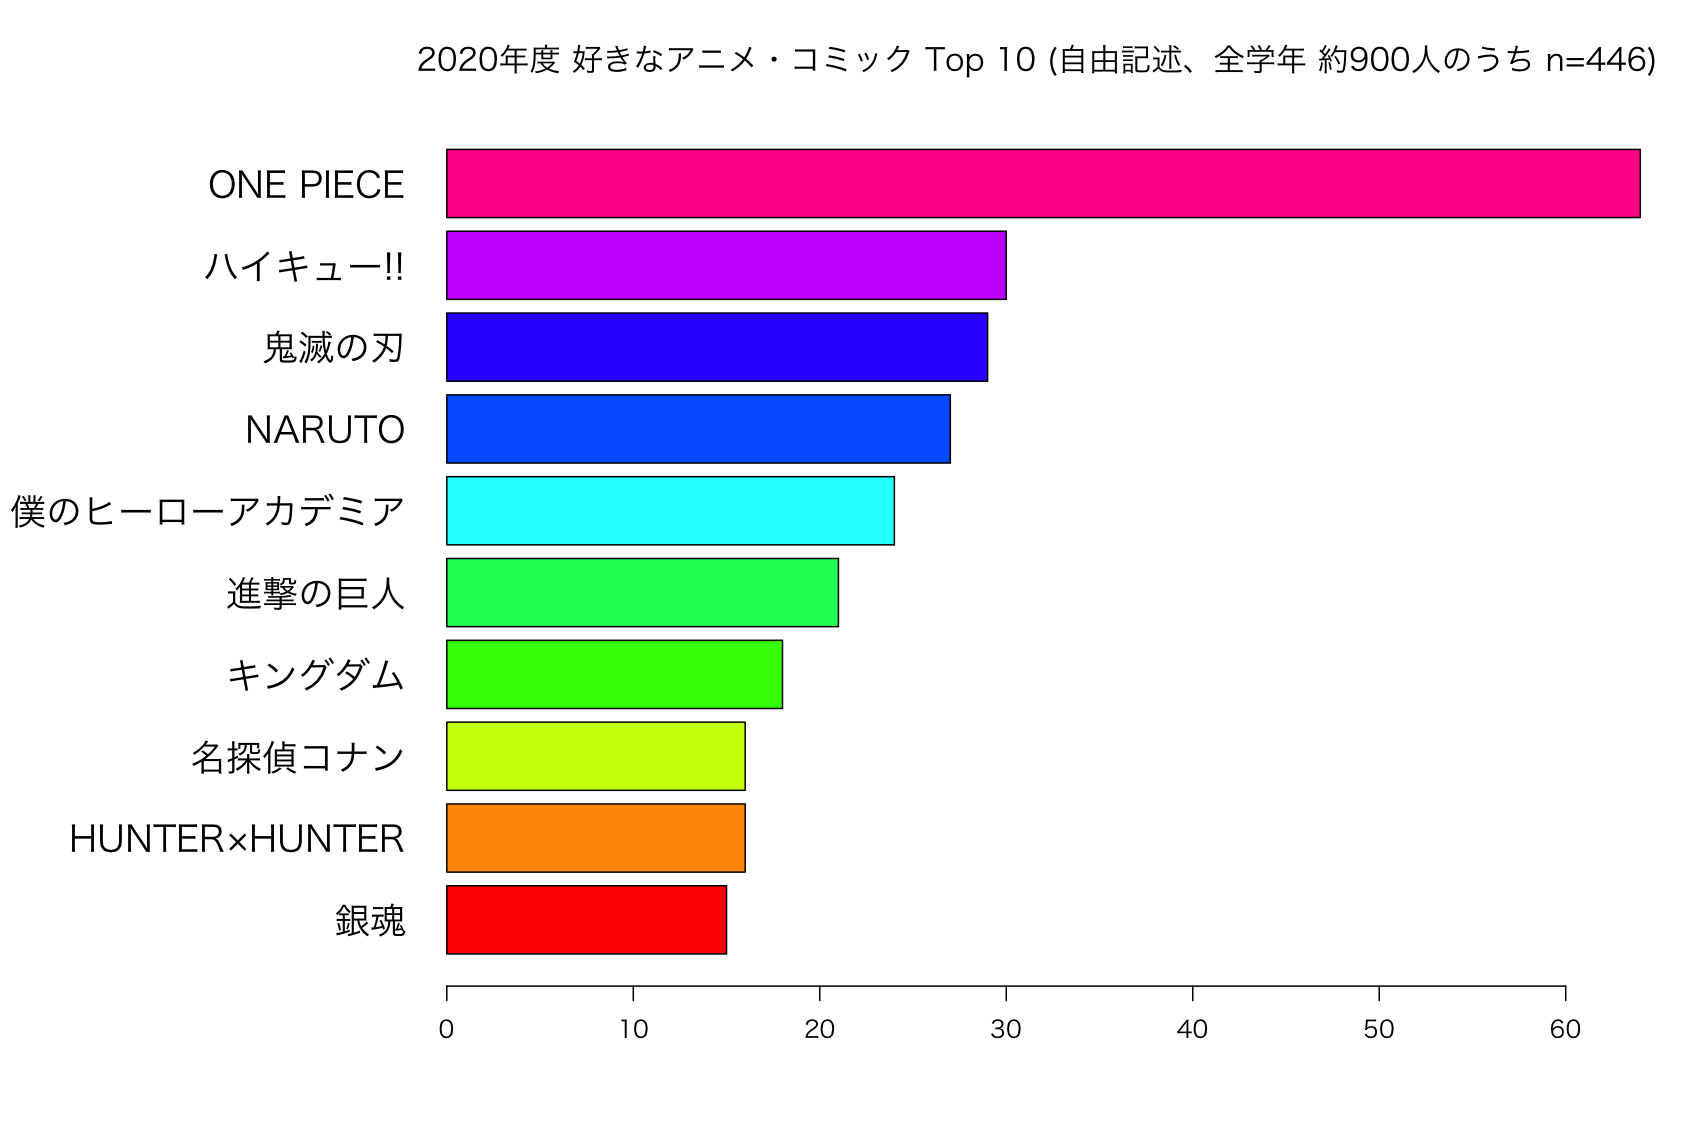 2020年度 好きなアニメ・コミック Top 10 (自由記述、全学年 約900人のうち n=446)
ONE PIECE
ハイキュー!!
鬼滅の刃
NARUTO
僕のヒーローアカデミア
進撃の巨人
キングダム
名探偵コナン
HUNTER×HUNTER
銀魂
0 10 20 30 40 50 60